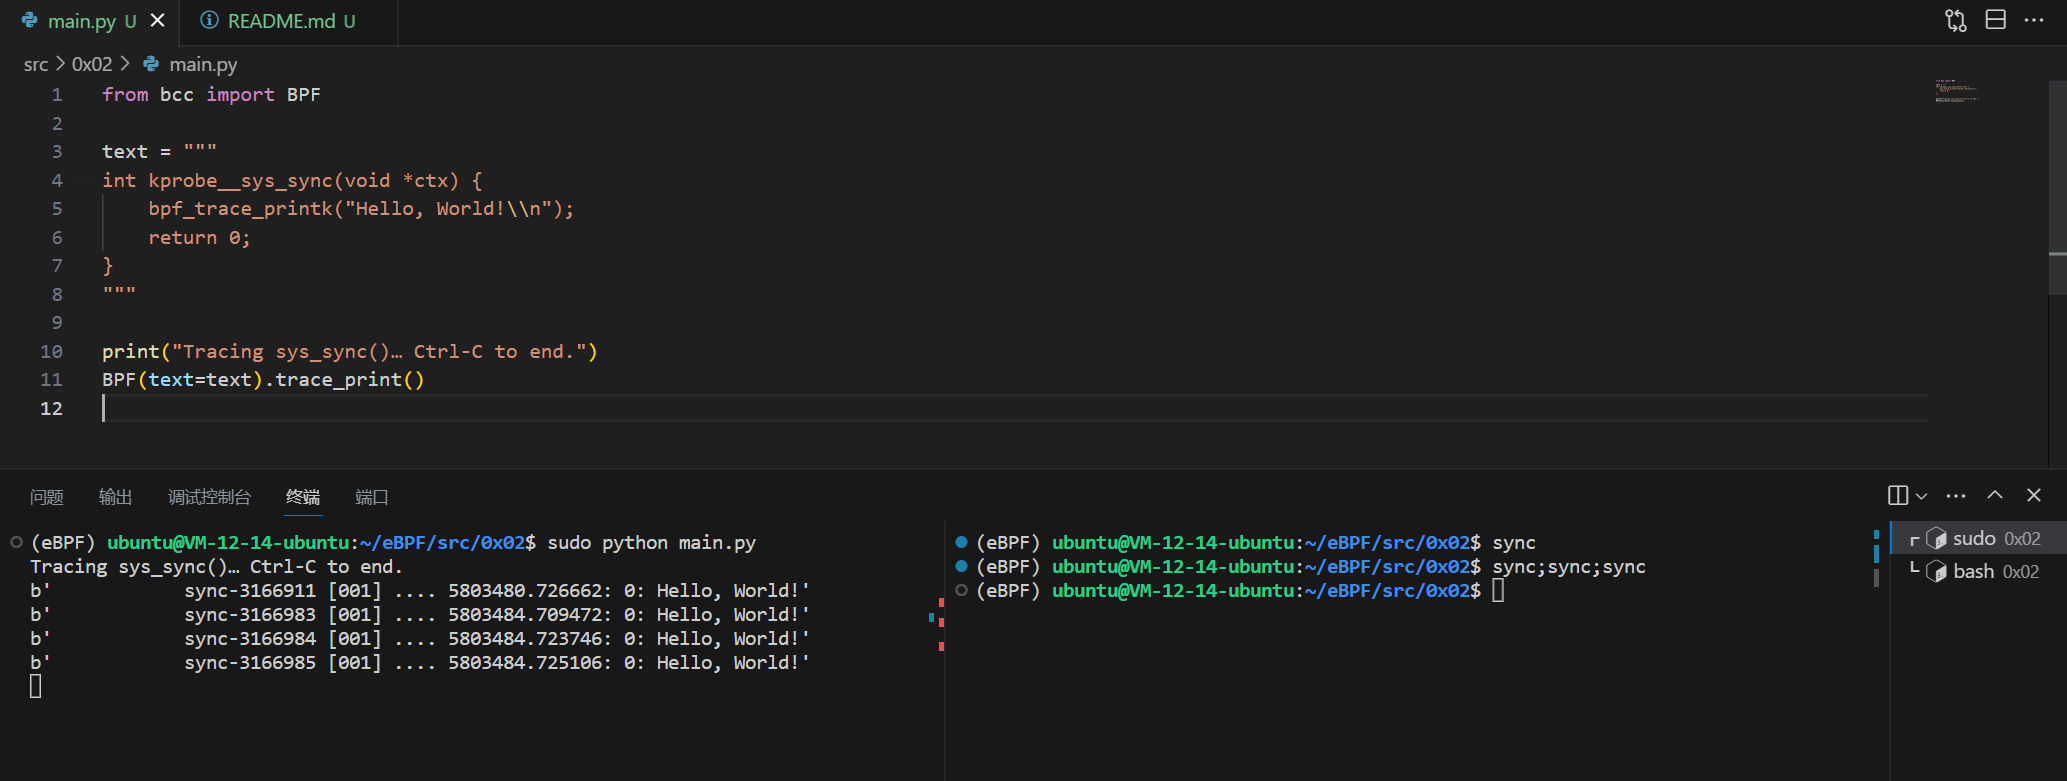 main.py U
README.md U
src > 0x02 > main.py
1 from bcc import BPF
2
3 text = """
4 int kprobe__sys_sync(void *ctx) {
5     bpf_trace_printk("Hello, World!\\n");
6     return 0;
7 }
8 """
9
10 print("Tracing sys_sync()… Ctrl-C to end.")
11 BPF(text=text).trace_print()
12
问题 输出 调试控制台 终端 端口
(eBPF) ubuntu@VM-12-14-ubuntu:~/eBPF/src/0x02$ sudo python main.py
Tracing sys_sync()… Ctrl-C to end.
b'            sync-3166911 [001] .... 5803480.726662: 0: Hello, World!'
b'            sync-3166983 [001] .... 5803484.709472: 0: Hello, World!'
b'            sync-3166984 [001] .... 5803484.723746: 0: Hello, World!'
b'            sync-3166985 [001] .... 5803484.725106: 0: Hello, World!'
(eBPF) ubuntu@VM-12-14-ubuntu:~/eBPF/src/0x02$ sync
(eBPF) ubuntu@VM-12-14-ubuntu:~/eBPF/src/0x02$ sync;sync;sync
(eBPF) ubuntu@VM-12-14-ubuntu:~/eBPF/src/0x02$
sudo 0x02
bash 0x02